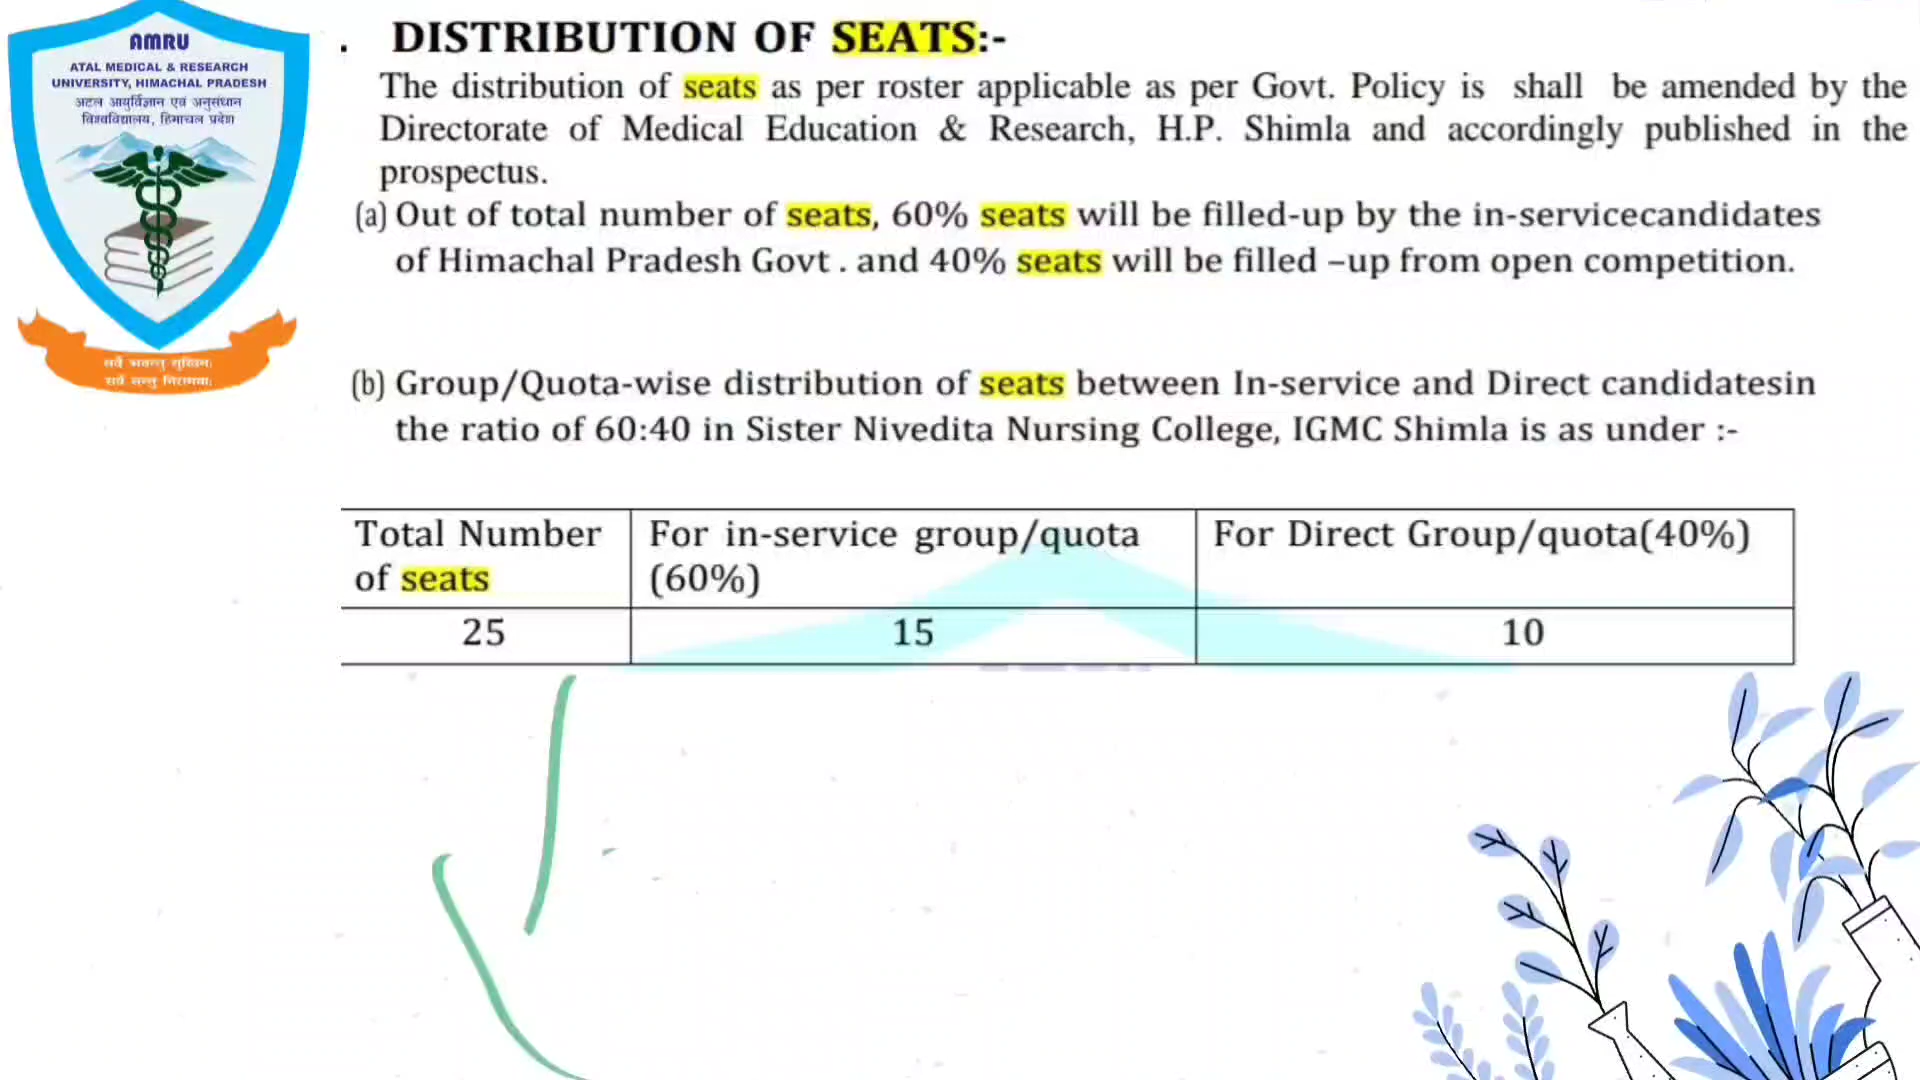 AMRU
ATAL MEDICAL & RESEARCH
UNIVERSITY, HIMACHAL PRADESH
अटल आयुर्विज्ञान एवं अनुसंधान
विश्वविद्यालय, हिमाचल प्रदेश
सर्वे भवन्तु सुखिनः
सर्वे सन्तु निरामयाः
. DISTRIBUTION OF SEATS:-
The distribution of seats as per roster applicable as per Govt. Policy is shall be amended by the
Directorate of Medical Education & Research, H.P. Shimla and accordingly published in the
prospectus.
(a) Out of total number of seats, 60% seats will be filled-up by the in-servicecandidates
of Himachal Pradesh Govt . and 40% seats will be filled –up from open competition.
(b) Group/Quota-wise distribution of seats between In-service and Direct candidatesin
the ratio of 60:40 in Sister Nivedita Nursing College, IGMC Shimla is as under :-
Total Number of seats
For in-service group/quota (60%)
For Direct Group/quota(40%)
25 15 10